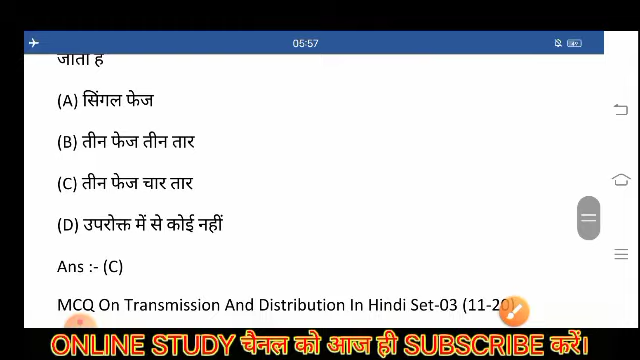 05:57
जाता है
(A) सिंगल फेज
(B) तीन फेज तीन तार
(C) तीन फेज चार तार
(D) उपरोक्त में से कोई नहीं
Ans :- (C)
MCQ On Transmission And Distribution In Hindi Set-03 (11-20)
ONLINE STUDY चैनल को आज ही SUBSCRIBE करें।